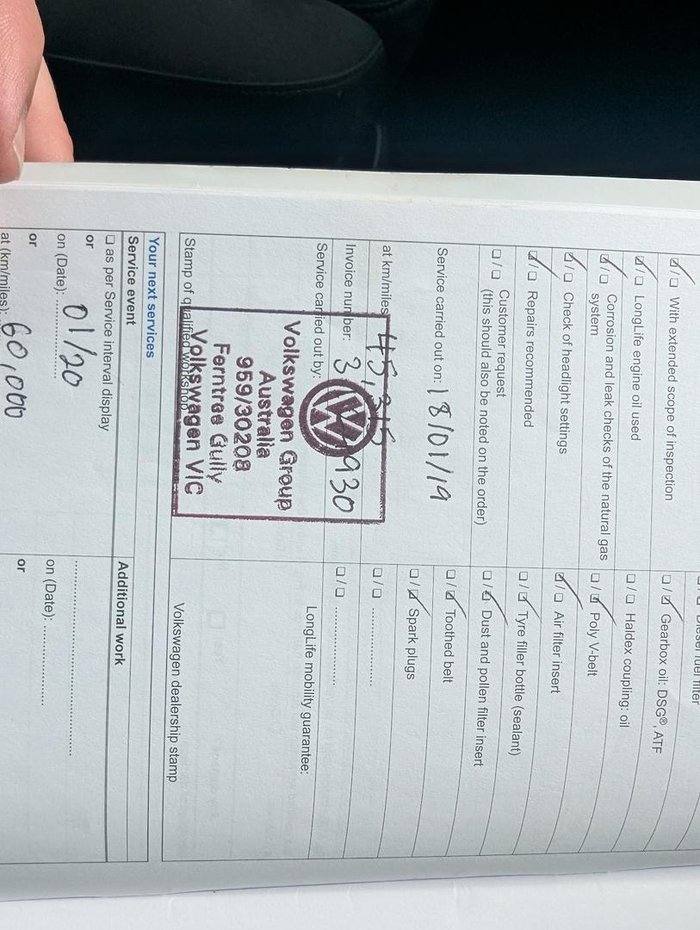 ☑ / ☐ With extended scope of inspection
☑ / ☐ LongLife engine oil used
☑ / ☐ Corrosion and leak checks of the natural gas
system
☑ / ☐ Check of headlight settings
☑ / ☐ Repairs recommended
☐ / ☐ Customer request
(this should also be noted on the order)
Service carried out on: 18/01/19
at km/miles: 45,315
Invoice number:
Service carried out by:
Volkswagen Group
Australia
959/30208
Ferntree Gully
Volkswagen VIC
Stamp of qualified workshop
Diesel fuel filter
☐ / ☑ Gearbox oil: DSG®, ATF
☐ / ☐ Haldex coupling: oil
☐ / ☑ Poly V-belt
☑ / ☐ Air filter insert
☐ / ☑ Tyre filler bottle (sealant)
☐ / ☑ Dust and pollen filter insert
☐ / ☑ Toothed belt
☐ / ☑ Spark plugs
☐ / ☐ ....................
☐ / ☐ ....................
LongLife mobility guarantee:
Volkswagen dealership stamp
Your next services
Service event
☐ as per Service interval display
or
on (Date): 01/20
or
at (km/miles): 60,000
Additional work
....................
on (Date): ....................
or